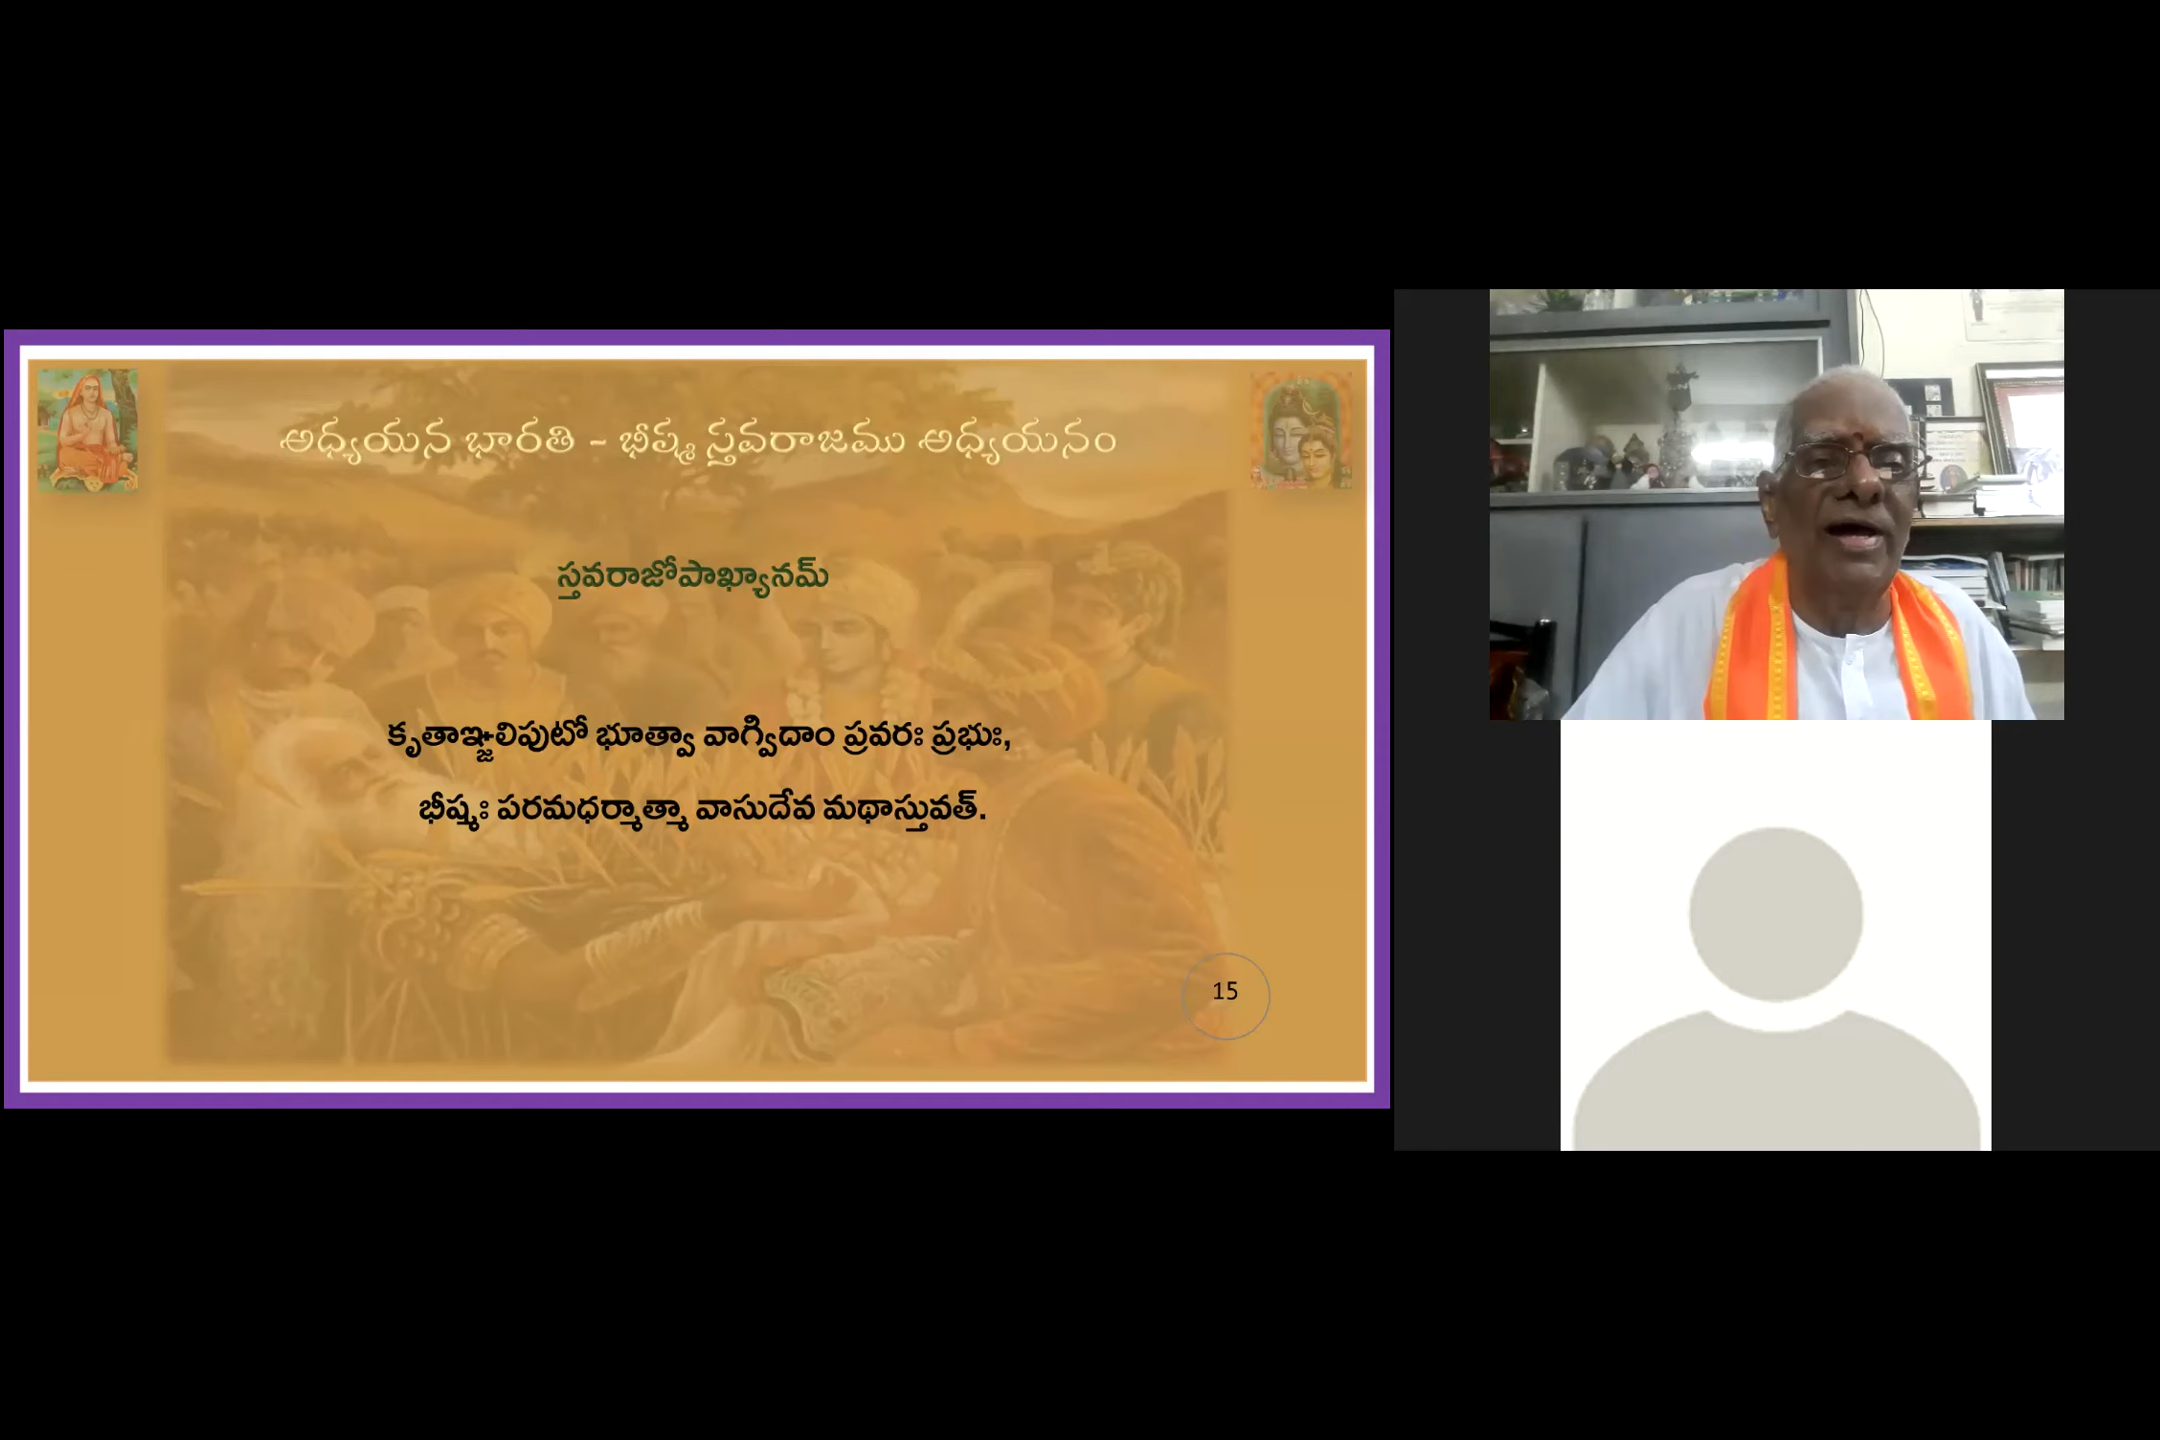 అధ్యయన భారతి - భీష్మ స్తవరాజము అధ్యయనం
స్తవరాజోపాఖ్యానమ్
కృతాఞ్జలిపుటో భూత్వా వాగ్విదాం ప్రవరః ప్రభుః,
భీష్మః పరమధర్మాత్మా వాసుదేవ మథాస్తువత్.
15